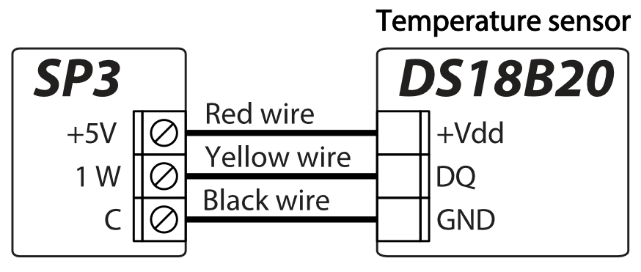 Temperature sensor
SP3
DS18B20
+5V
Red wire
+Vdd
1 W
Yellow wire
DQ
C
Black wire
GND